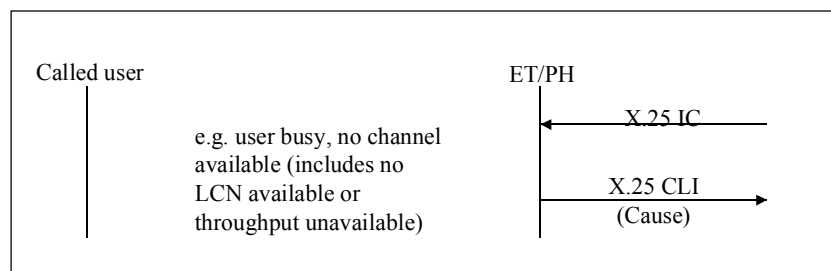 Called user
ET/PH
e.g. user busy, no channel
available (includes no
LCN available or
throughput unavailable)
X.25 IC
X.25 CLI
(Cause)